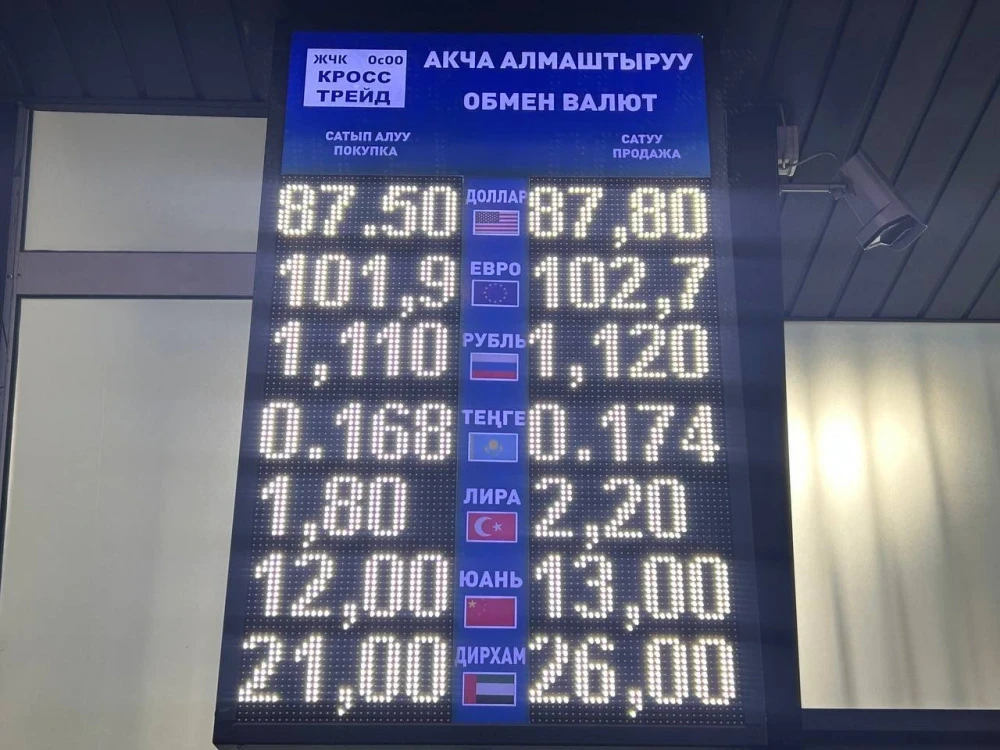 ЖЧК ОсОО
КРОСС
ТРЕЙД
АКЧА АЛМАШТЫРУУ
ОБМЕН ВАЛЮТ
САТЫП АЛУУ
ПОКУПКА
САТУУ
ПРОДАЖА
87.50 ДОЛЛАР 87,80
101,9 ЕВРО 102,7
1,110 РУБЛЬ 1,120
0.168 ТЕҢГЕ 0.174
1,80 ЛИРА 2,20
12,00 ЮАНЬ 13,00
21,00 ДИРХАМ 26,00